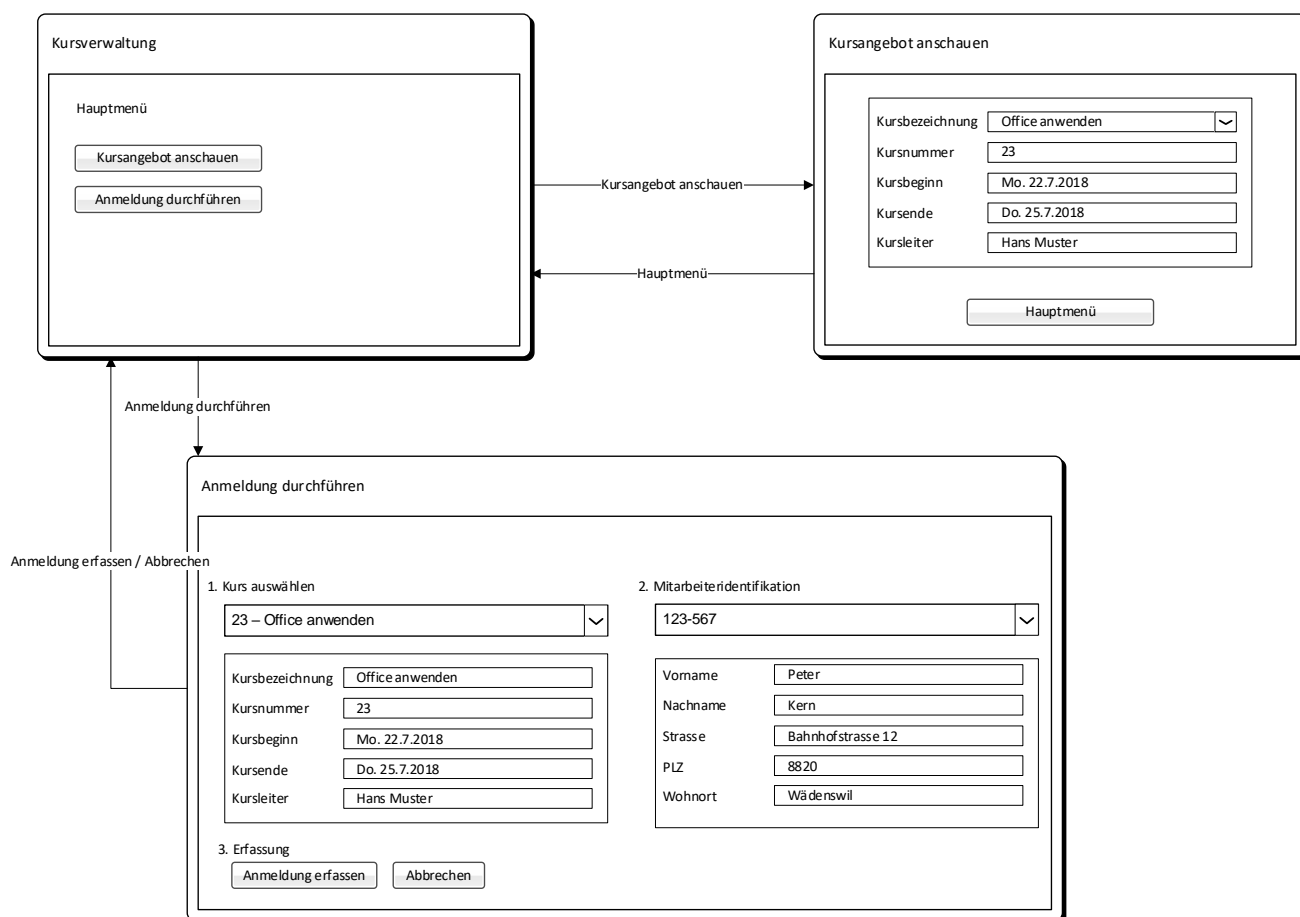 Kursverwaltung
Hauptmenü
Kursangebot anschauen
Anmeldung durchführen
Kursangebot anschauen
Hauptmenü
Kursangebot anschauen
Kursbezeichnung Office anwenden
Kursnummer 23
Kursbeginn Mo. 22.7.2018
Kursende Do. 25.7.2018
Kursleiter Hans Muster
Hauptmenü
Anmeldung durchführen
Anmeldung erfassen / Abbrechen
Anmeldung durchführen
1. Kurs auswählen
23 – Office anwenden
Kursbezeichnung Office anwenden
Kursnummer 23
Kursbeginn Mo. 22.7.2018
Kursende Do. 25.7.2018
Kursleiter Hans Muster
2. Mitarbeiteridentifikation
123-567
Vorname Peter
Nachname Kern
Strasse Bahnhofstrasse 12
PLZ 8820
Wohnort Wädenswil
3. Erfassung
Anmeldung erfassen
Abbrechen